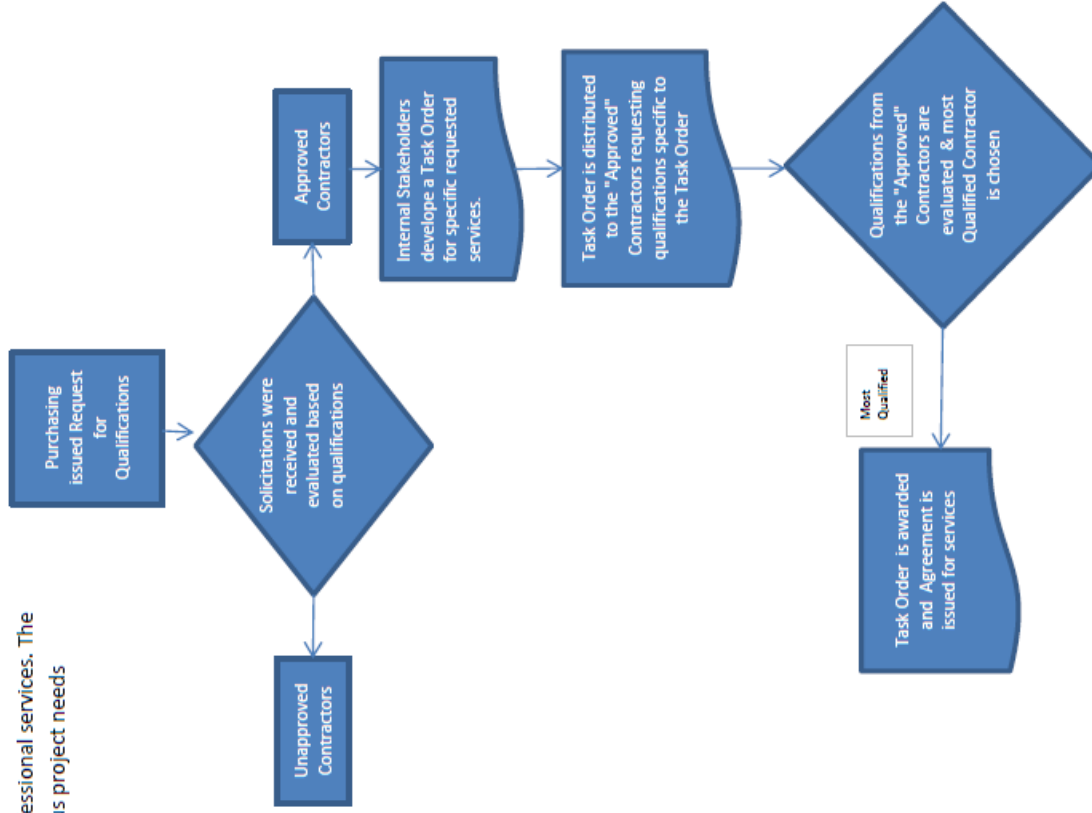 essional services. The
us project needs
Purchasing
issued Request
for
Qualifications
Solicitations were
received and
evaluated based
on qualifications
Unapproved
Contractors
Approved
Contractors
Internal Stakeholders
develope a Task Order
for specific requested
services.
Task Order is distributed
to the "Approved"
Contractors requesting
qualifications specific to
the Task Order
Qualifications from
the "Approved"
Contractors are
evaluated & most
Qualified Contractor
is chosen
Most
Qualified
Task Order is awarded
and Agreement is
issued for services